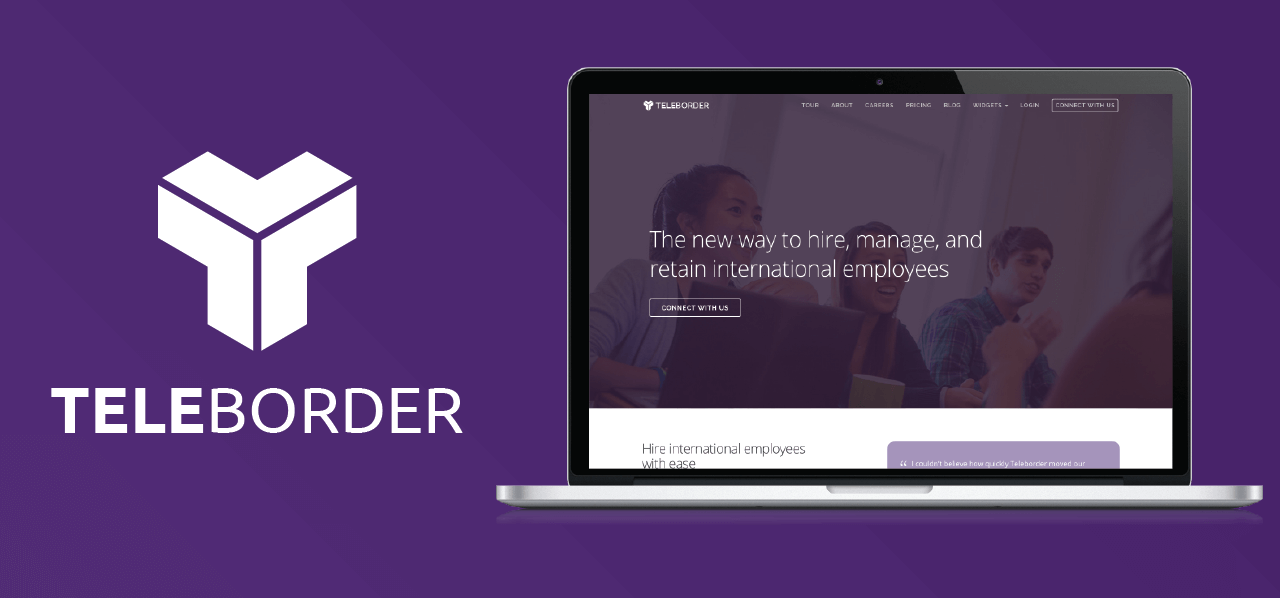 TELEBORDER
TELEBORDER
TOUR ABOUT CAREERS PRICING BLOG WIDGETS LOGIN CONNECT WITH US
The new way to hire, manage, and
retain international employees
CONNECT WITH US
Hire international employees
with ease
“ I couldn't believe how quickly Teleborder moved our